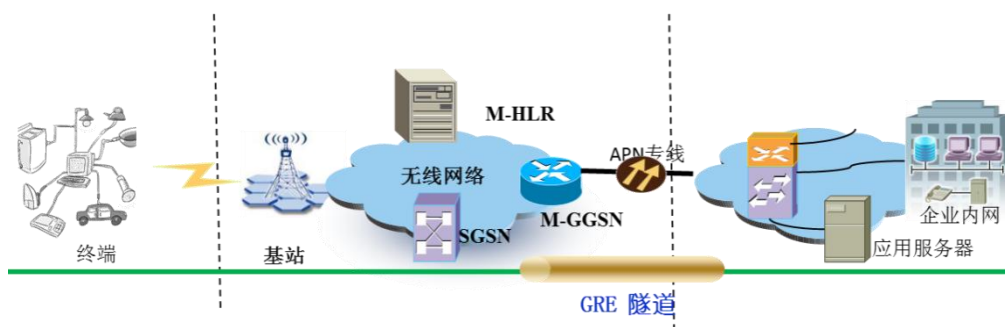 M-HLR
APN专线
无线网络
M-GGSN
SGSN
企业内网
终端
基站
应用服务器
GRE 隧道